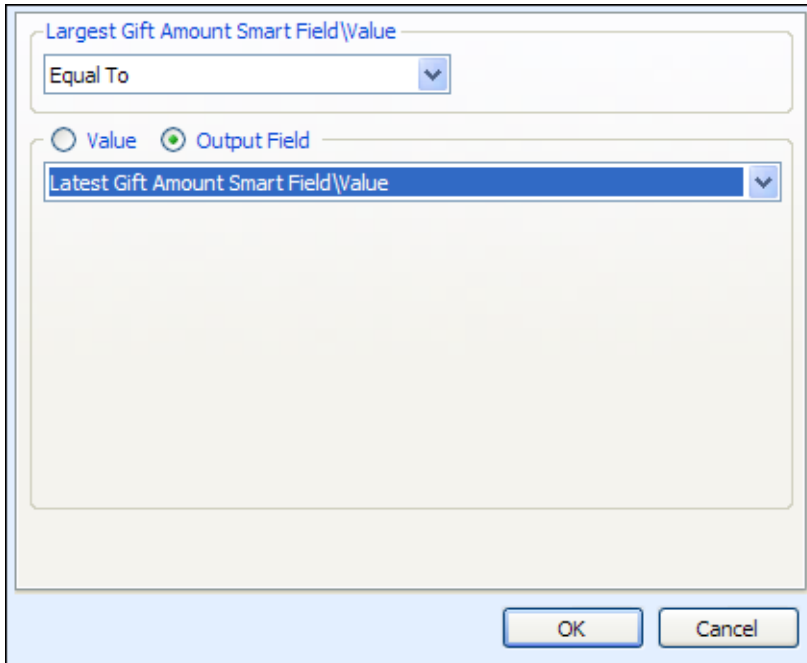 Largest Gift Amount Smart Field\Value
Equal To
Value Output Field
Latest Gift Amount Smart Field\Value
OK Cancel